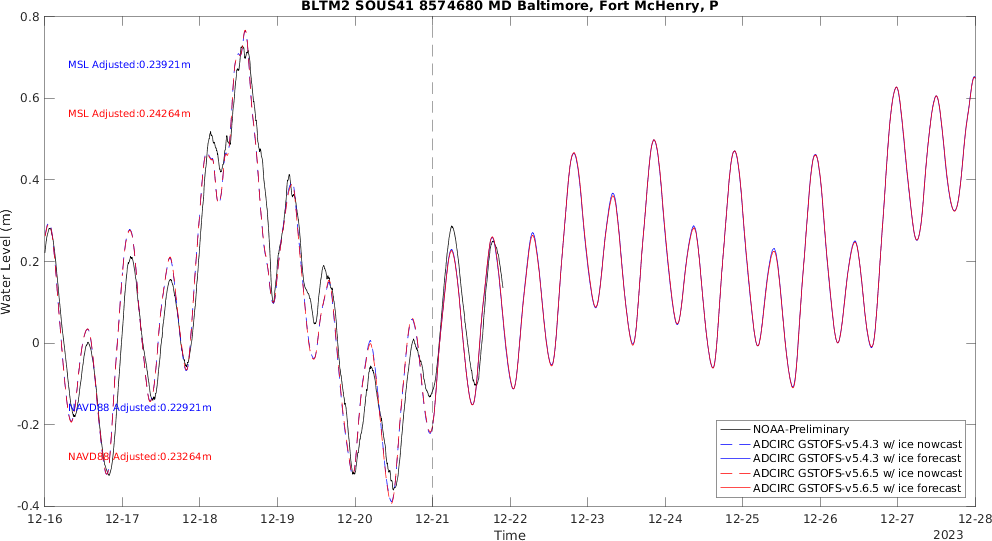 BLTM2 SOUS41 8574680 MD Baltimore, Fort McHenry, P
0.8
0.6
0.4
0.2
0
-0.2
-0.4
Water Level (m)
MSL Adjusted:0.23921m
MSL Adjusted:0.24264m
NAVD88 Adjusted:0.22921m
NAVD88 Adjusted:0.23264m
NOAA-Preliminary
ADCIRC GSTOFS-v5.4.3 w/ ice nowcast
ADCIRC GSTOFS-v5.4.3 w/ ice forecast
ADCIRC GSTOFS-v5.6.5 w/ ice nowcast
ADCIRC GSTOFS-v5.6.5 w/ ice forecast
12-16 12-17 12-18 12-19 12-20 12-21 12-22 12-23 12-24 12-25 12-26 12-27 12-28
Time
2023